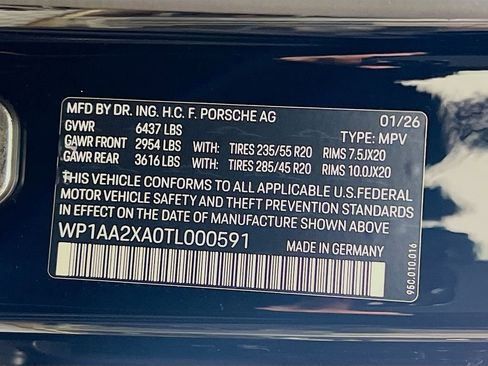 MFD BY DR. ING. H.C. F. PORSCHE AG 01/26
GVWR 6437 LBS TYPE: MPV
GAWR FRONT 2954 LBS WITH: TIRES 235/55 R20 RIMS 7.5JX20
GAWR REAR 3616 LBS WITH: TIRES 285/45 R20 RIMS 10.0JX20
THIS VEHICLE CONFORMS TO ALL APPLICABLE U.S.FEDERAL
MOTOR VEHICLE SAFETY AND THEFT PREVENTION STANDARDS
IN EFFECT ON THE DATE OF MANUFACTURE SHOWN ABOVE
WP1AA2XA0TL000591 MADE IN GERMANY
95C.010.016